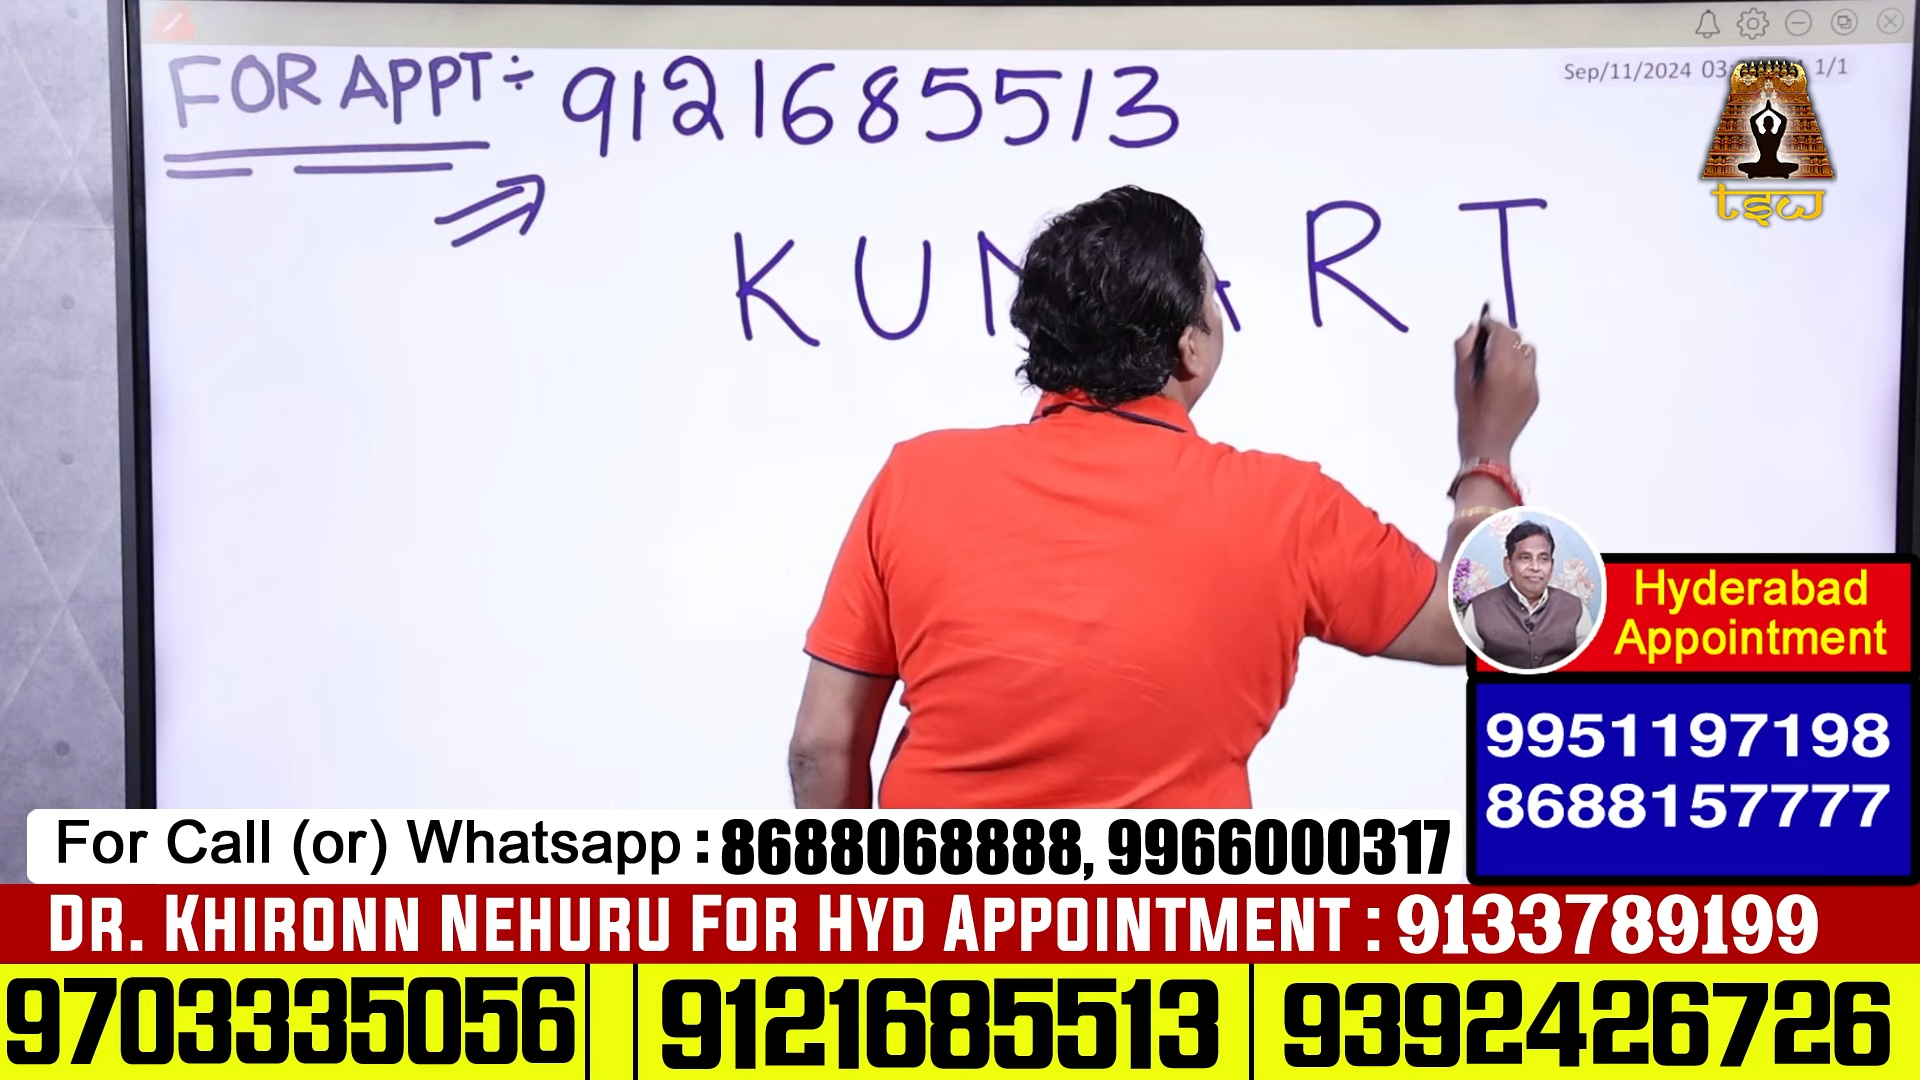 Sep/11/2024 03 1/1
FOR APPT ÷ 9121685513
K U R T
tsw
Hyderabad
Appointment
9951197198
8688157777
For Call (or) Whatsapp : 8688068888, 9966000317
DR. KHIRONN NEHURU FOR HYD APPOINTMENT : 9133789199
9703335056 9121685513 9392426726